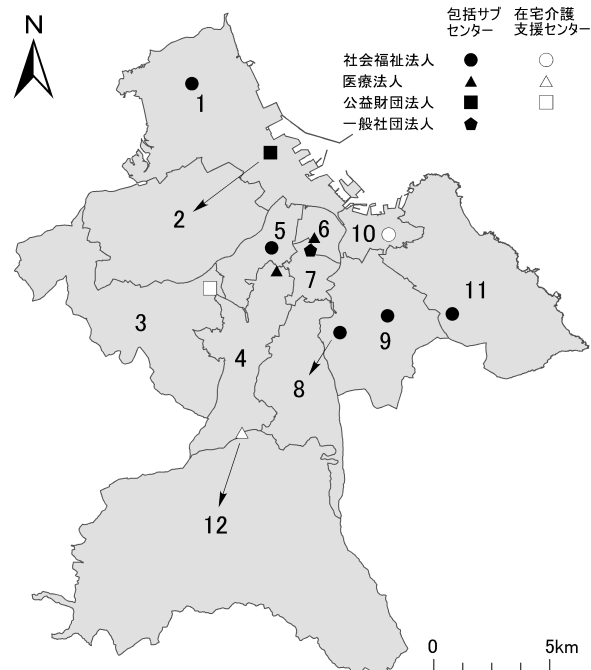 N
包括サブ
センター
在宅介護
支援センター
社会福祉法人
医療法人
公益財団法人
一般社団法人
1
2
3
4
5
6
7
8
9
10
11
12
0
5km